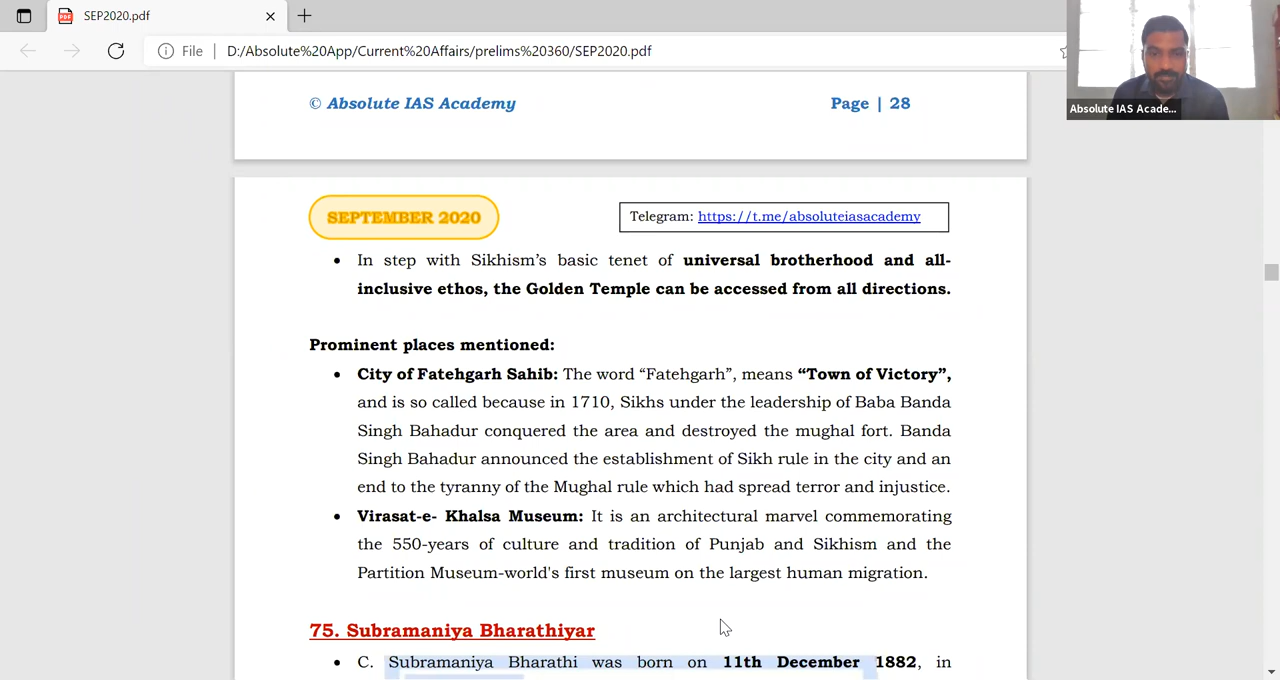 SEP2020.pdf
File | D:/Absolute%20App/Current%20Affairs/prelims%20360/SEP2020.pdf
Absolute IAS Acade...
© Absolute IAS Academy Page | 28
SEPTEMBER 2020 Telegram: https://t.me/absoluteiasacademy
• In step with Sikhism’s basic tenet of universal brotherhood and all-
inclusive ethos, the Golden Temple can be accessed from all directions.
Prominent places mentioned:
• City of Fatehgarh Sahib: The word “Fatehgarh”, means “Town of Victory”,
and is so called because in 1710, Sikhs under the leadership of Baba Banda
Singh Bahadur conquered the area and destroyed the mughal fort. Banda
Singh Bahadur announced the establishment of Sikh rule in the city and an
end to the tyranny of the Mughal rule which had spread terror and injustice.
• Virasat-e- Khalsa Museum: It is an architectural marvel commemorating
the 550-years of culture and tradition of Punjab and Sikhism and the
Partition Museum-world's first museum on the largest human migration.
75. Subramaniya Bharathiyar
• C. Subramaniya Bharathi was born on 11th December 1882, in